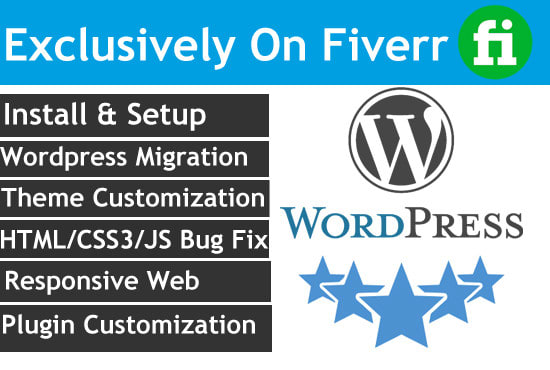 Exclusively On Fiverr fi
Install & Setup
Wordpress Migration
Theme Customization
HTML/CSS3/JS Bug Fix
Responsive Web
Plugin Customization
W
WORDPRESS